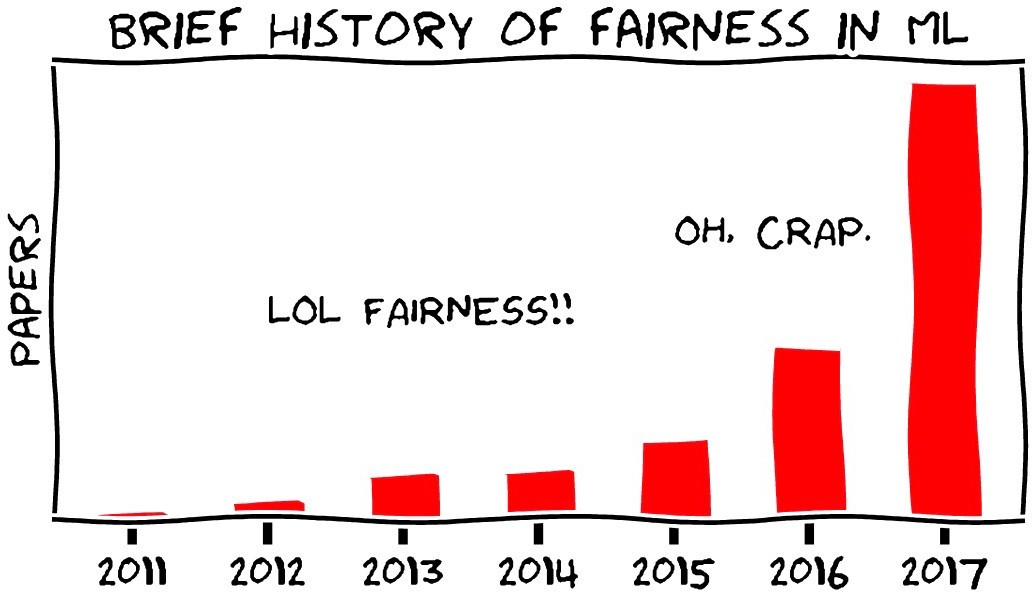 BRIEF HISTORY OF FAIRNESS IN ML
PAPERS
OH, CRAP.
LOL FAIRNESS!!
2011 2012 2013 2014 2015 2016 2017